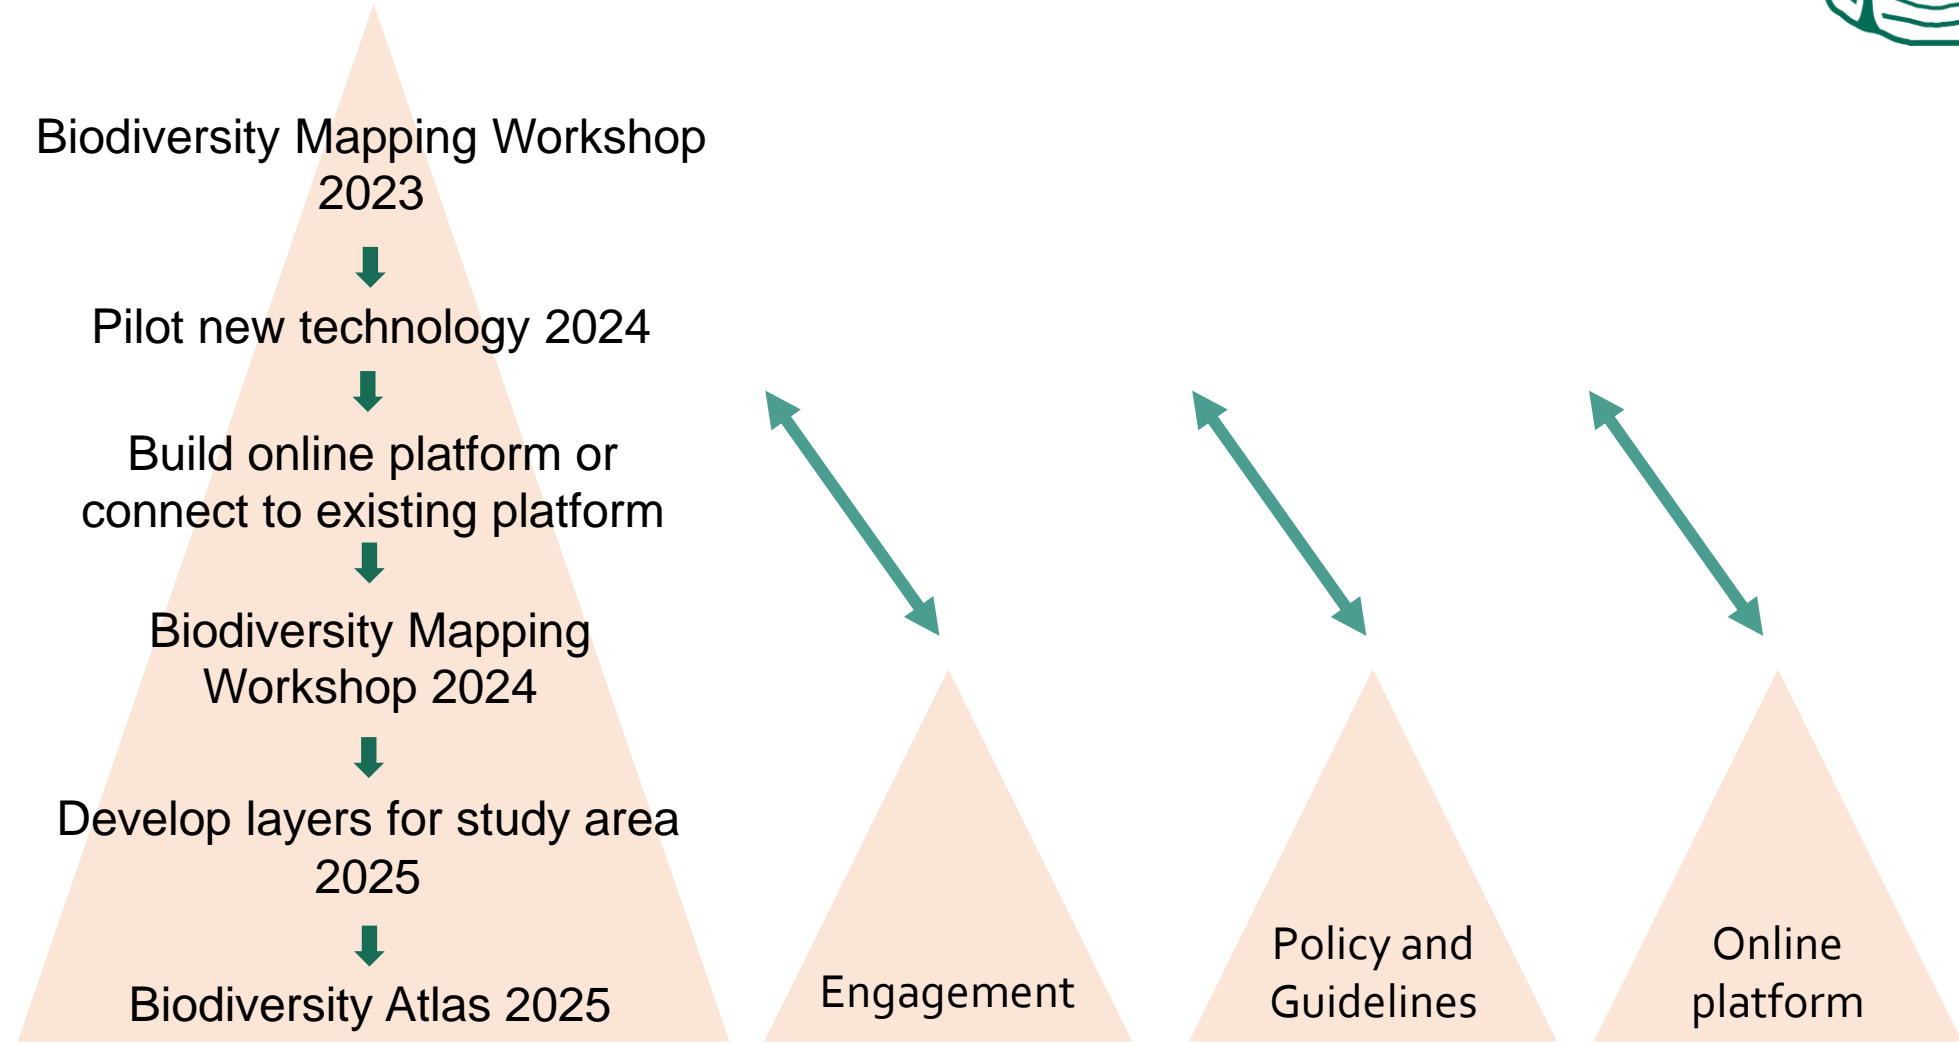 Biodiversity Mapping Workshop
2023
Pilot new technology 2024
Build online platform or
connect to existing platform
Biodiversity Mapping
Workshop 2024
Develop layers for study area
2025
Biodiversity Atlas 2025
Engagement
Policy and
Guidelines
Online
platform